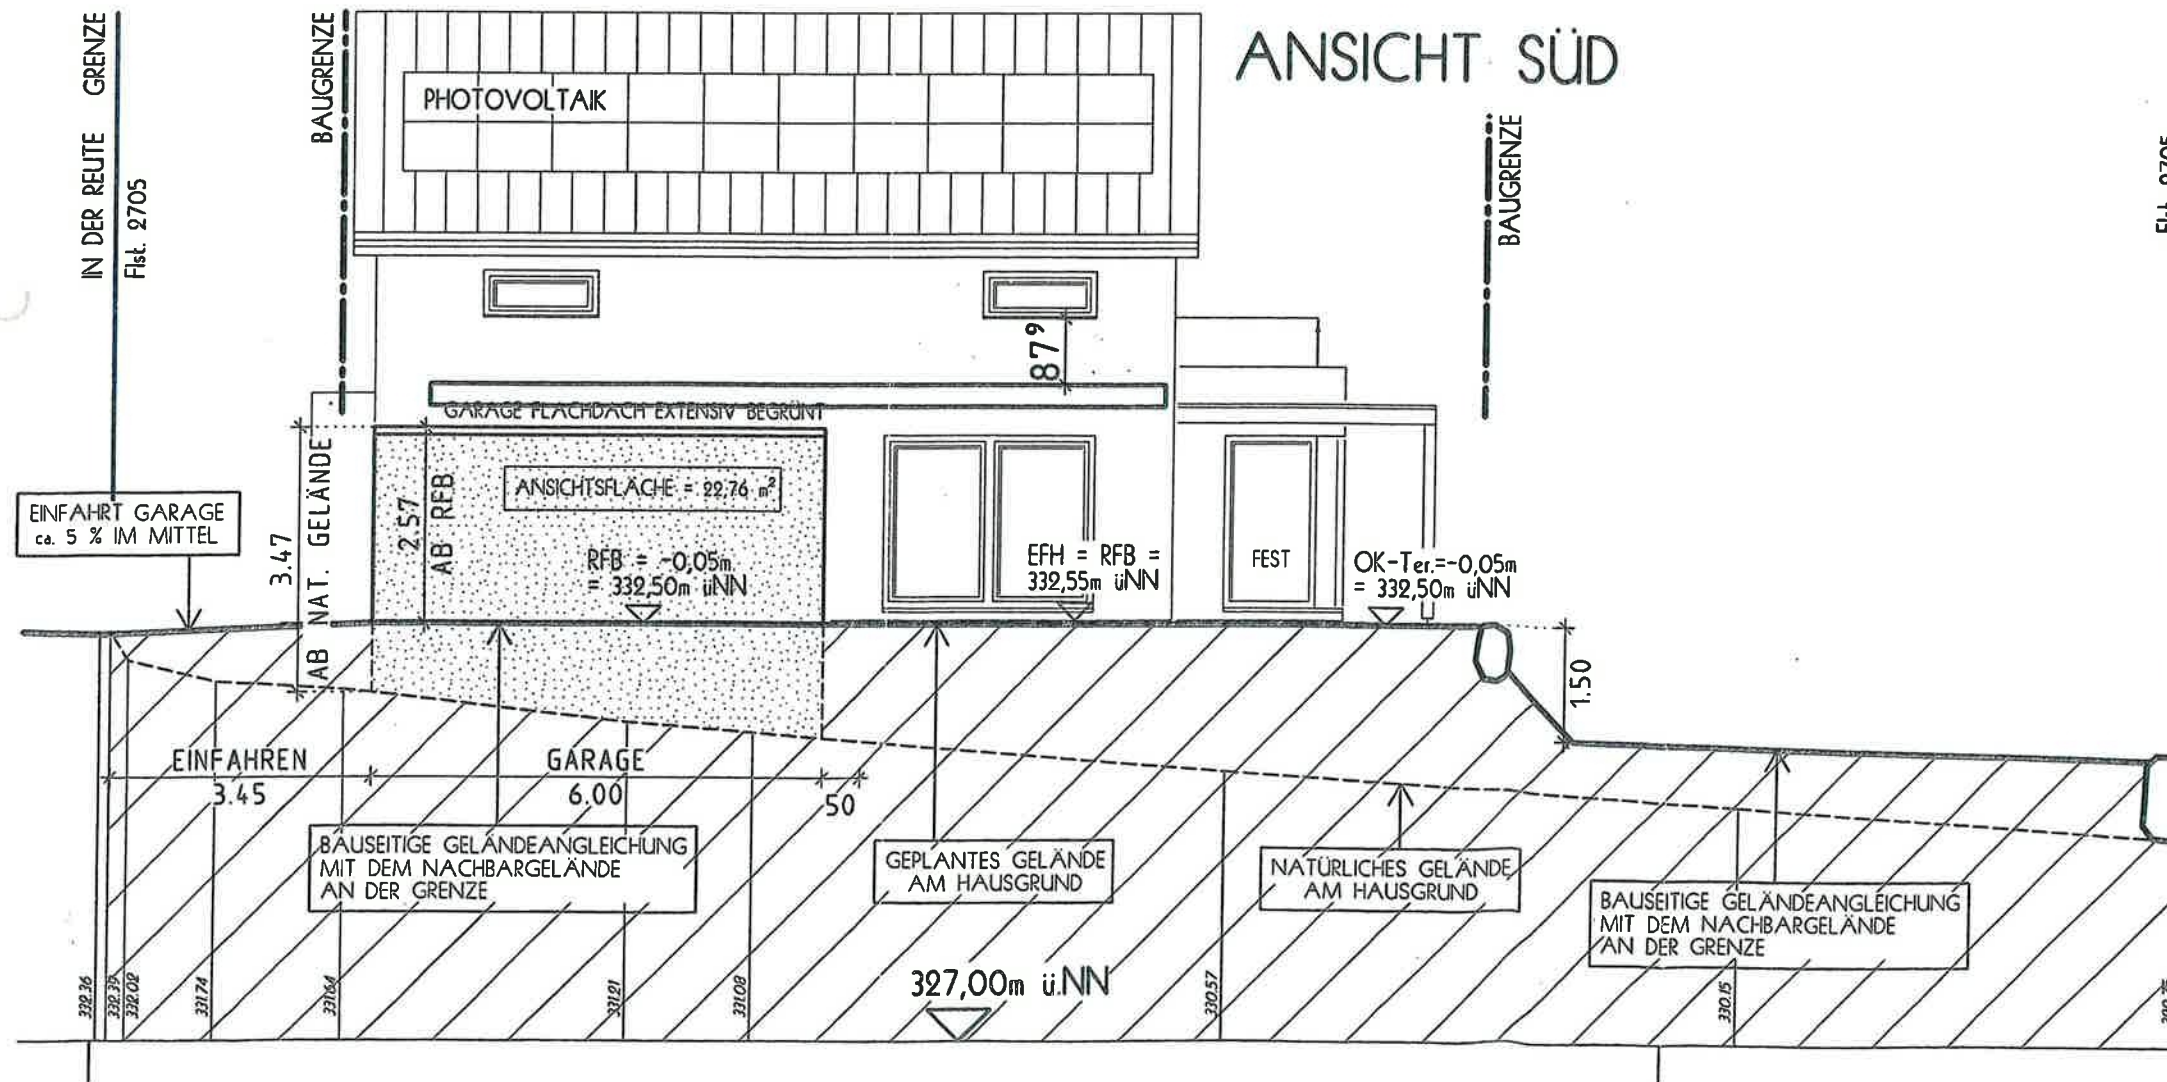 ANSICHT SÜD
IN DER REUTE GRENZE
Flst. 2705
BAUGRENZE
PHOTOVOLTAIK
BAUGRENZE
87⁹
GARAGE FLACHDACH EXTENSIV BEGRÜNT
ANSICHTSFLÄCHE = 22,76 m²
EINFAHRT GARAGE
ca. 5 % IM MITTEL
3.47
AB NAT. GELÄNDE
2.57
AB RFB
RFB = -0,05m
= 332,50m üNN
EFH = RFB =
332,55m üNN
FEST
OK-Ter.=-0,05m
= 332,50m üNN
1.50
EINFAHREN
3.45
GARAGE
6.00
50
BAUSEITIGE GELÄNDEANGLEICHUNG
MIT DEM NACHBARGELÄNDE
AN DER GRENZE
GEPLANTES GELÄNDE
AM HAUSGRUND
NATÜRLICHES GELÄNDE
AM HAUSGRUND
BAUSEITIGE GELÄNDEANGLEICHUNG
MIT DEM NACHBARGELÄNDE
AN DER GRENZE
327,00m ü.NN
332.36
332.39
332.02
331.74
331.64
331.21
331.08
330.57
330.15